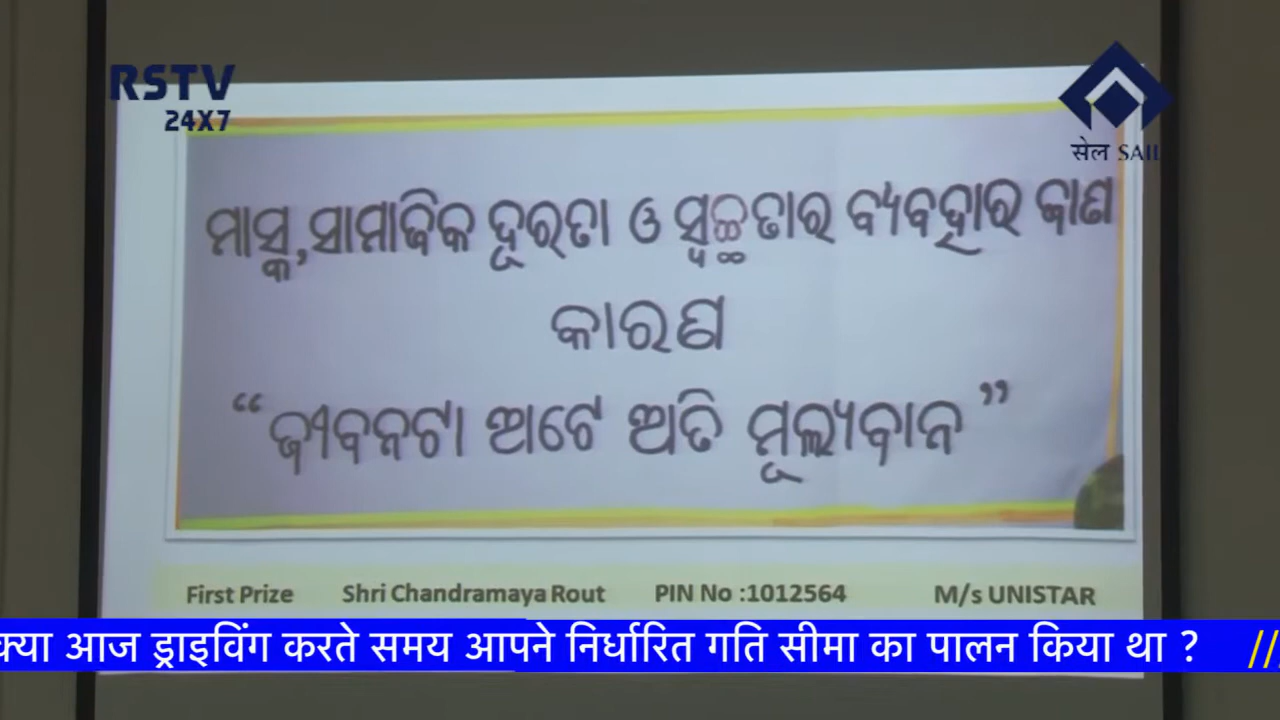 RSTV
24X7
सेल SAIL
ମାସ୍କ,ସାମାଜିକ ଦୂରତା ଓ ସ୍ୱଚ୍ଛତାର ବ୍ୟବହାର ଜାଣ
କାରଣ
“ଜୀବନଟା ଅଟେ ଅତି ମୂଲ୍ୟବାନ”
First Prize Shri Chandramaya Rout PIN No :1012564 M/s UNISTAR
क्या आज ड्राइविंग करते समय आपने निर्धारित गति सीमा का पालन किया था ? //